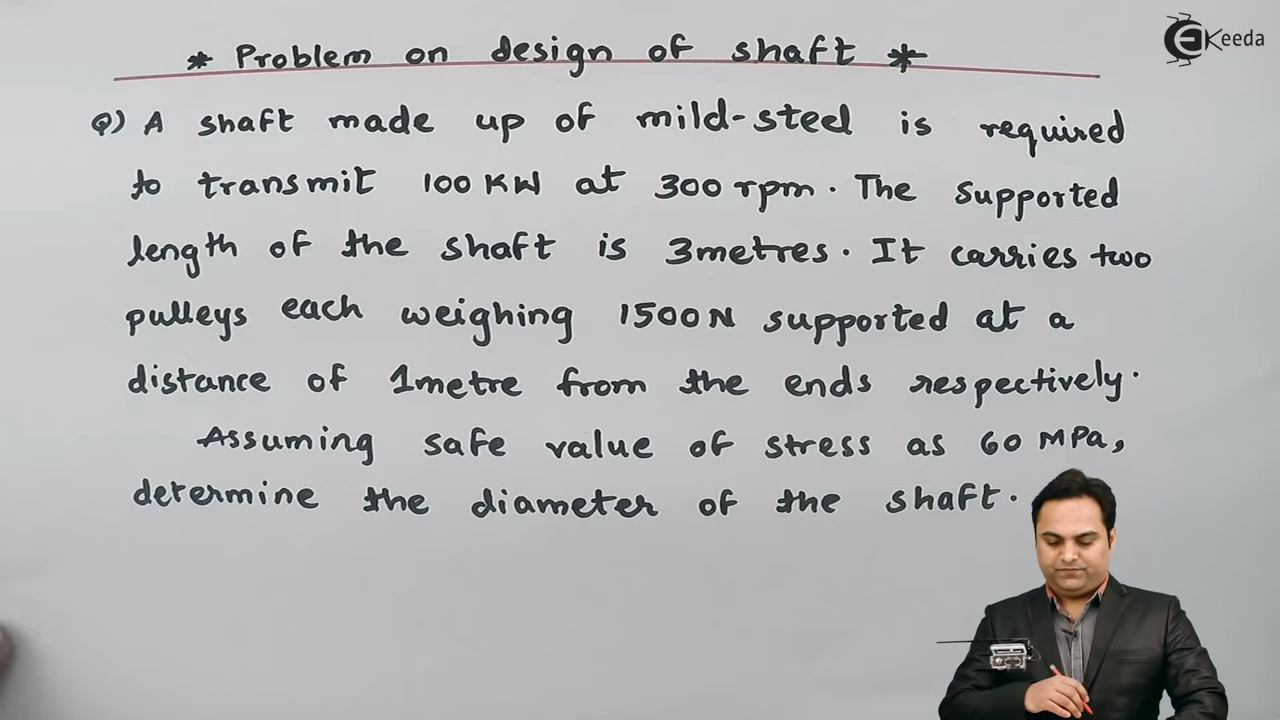 * Problem on design of shaft *
EKeeda
Q) A shaft made up of mild-steel is required
to transmit 100 KW at 300 rpm. The supported
length of the shaft is 3metres. It carries two
pulleys each weighing 1500N supported at a
distance of 1metre from the ends respectively.
Assuming safe value of stress as 60 MPa,
determine the diameter of the shaft.